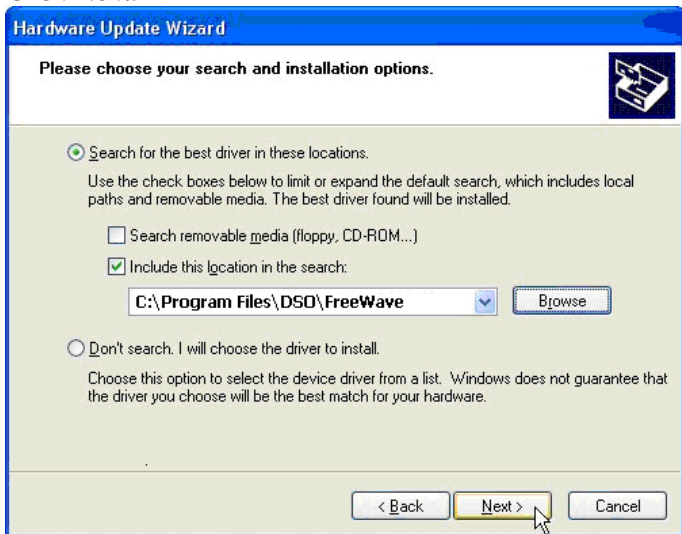 Hardware Update Wizard
Please choose your search and installation options.
Search for the best driver in these locations.
Use the check boxes below to limit or expand the default search, which includes local
paths and removable media. The best driver found will be installed.
Search removable media (floppy, CD-ROM...)
Include this location in the search:
C:\Program Files\DSO\FreeWave
Browse
Don't search. I will choose the driver to install.
Choose this option to select the device driver from a list. Windows does not guarantee that
the driver you choose will be the best match for your hardware.
< Back
Next >
Cancel